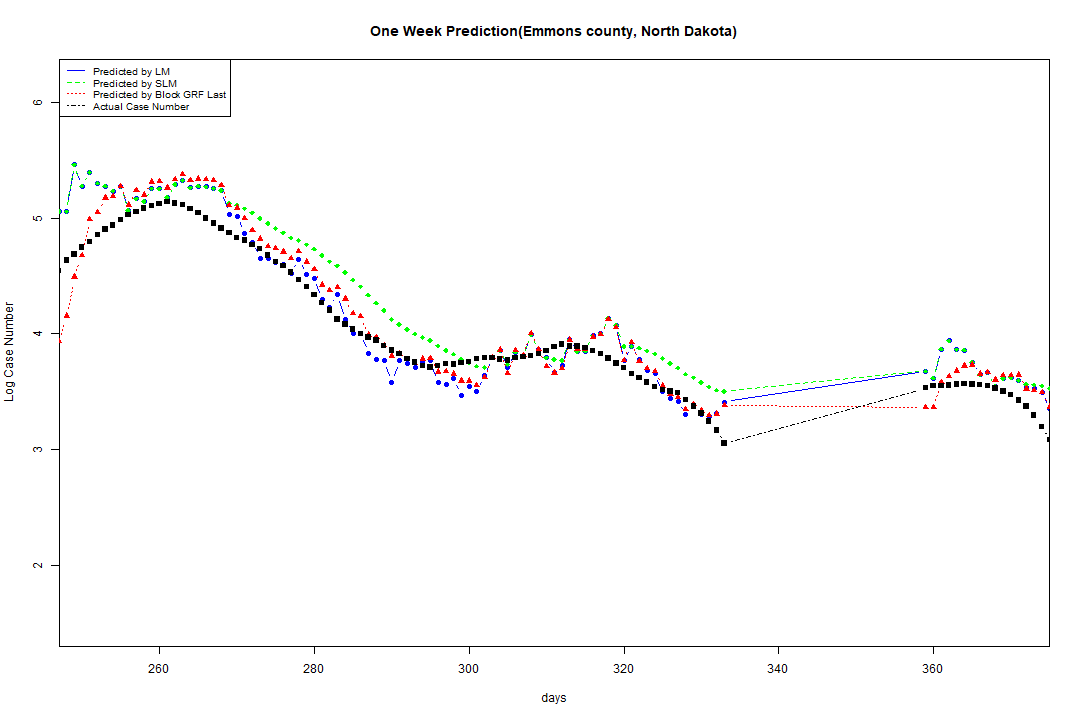 One Week Prediction(Emmons county, North Dakota)
Predicted by LM
Predicted by SLM
Predicted by Block GRF Last
Actual Case Number
6
5
4
3
2
Log Case Number
260
280
300
320
340
360
days